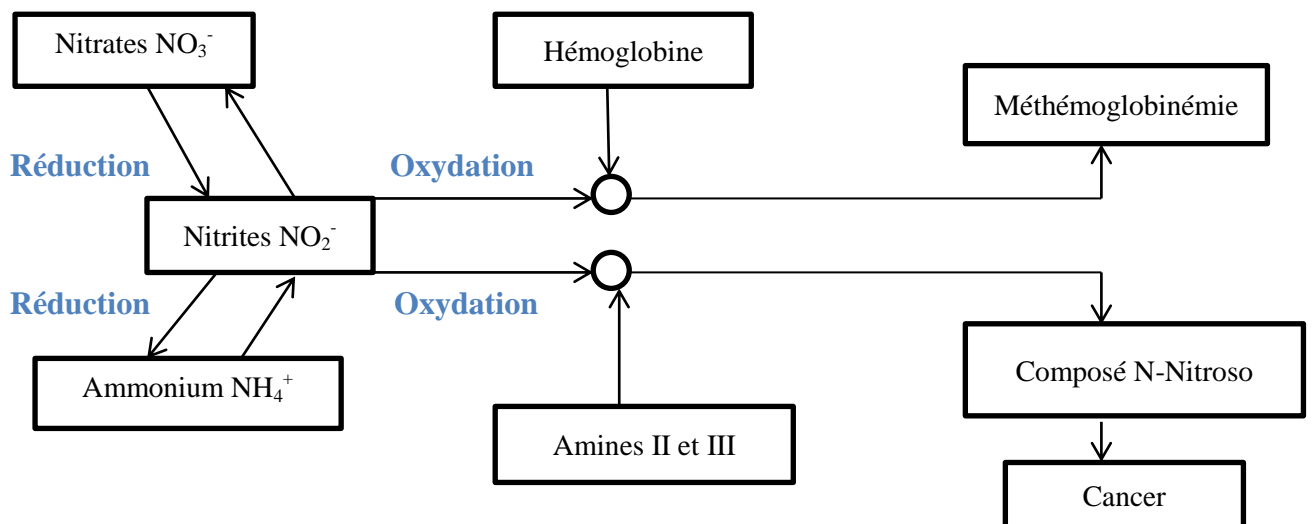 Nitrates NO₃⁻
Hémoglobine
Méthémoglobinémie
Réduction
Oxydation
Nitrites NO₂⁻
Réduction
Oxydation
Ammonium NH₄⁺
Composé N-Nitroso
Amines II et III
Cancer